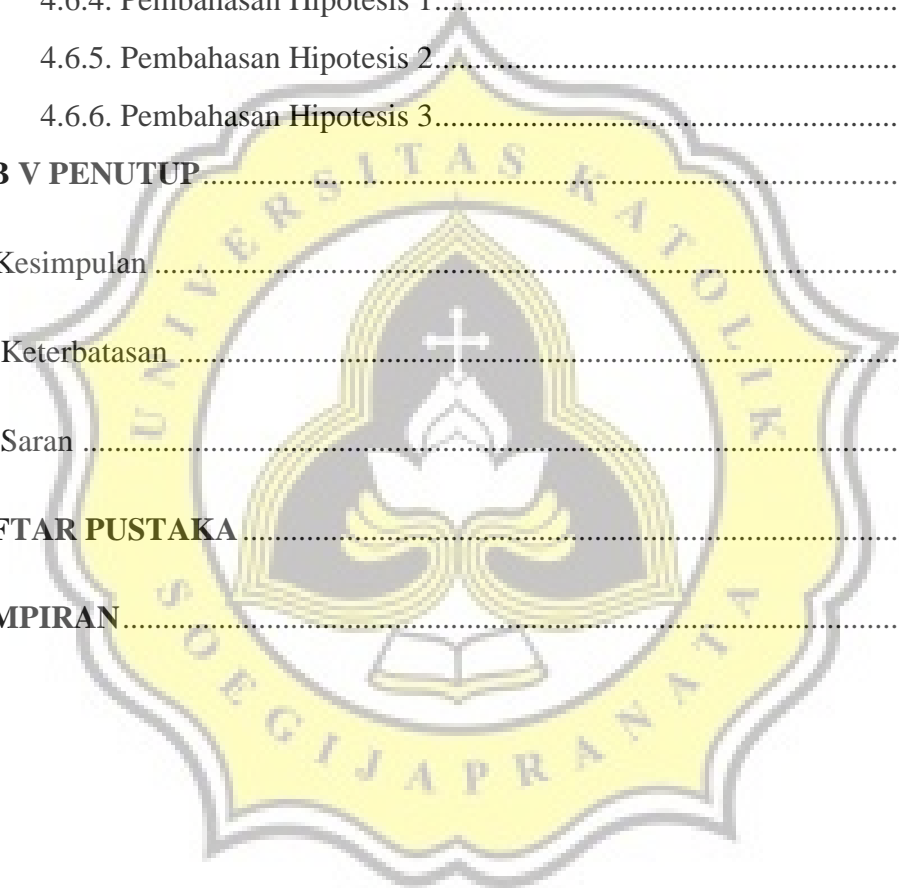 4.6.4. Pembahasan Hipotesis 1..............................................................
4.6.5. Pembahasan Hipotesis 2..............................................................
4.6.6. Pembahasan Hipotesis 3..............................................................
B V PENUTUP..............................................................
Kesimpulan ..............................................................
Keterbatasan ..............................................................
Saran ..............................................................
FTAR PUSTAKA ..............................................................
MPIRAN..............................................................
UNIVERSITAS KATOLIK
SOEGIJAPRANATA